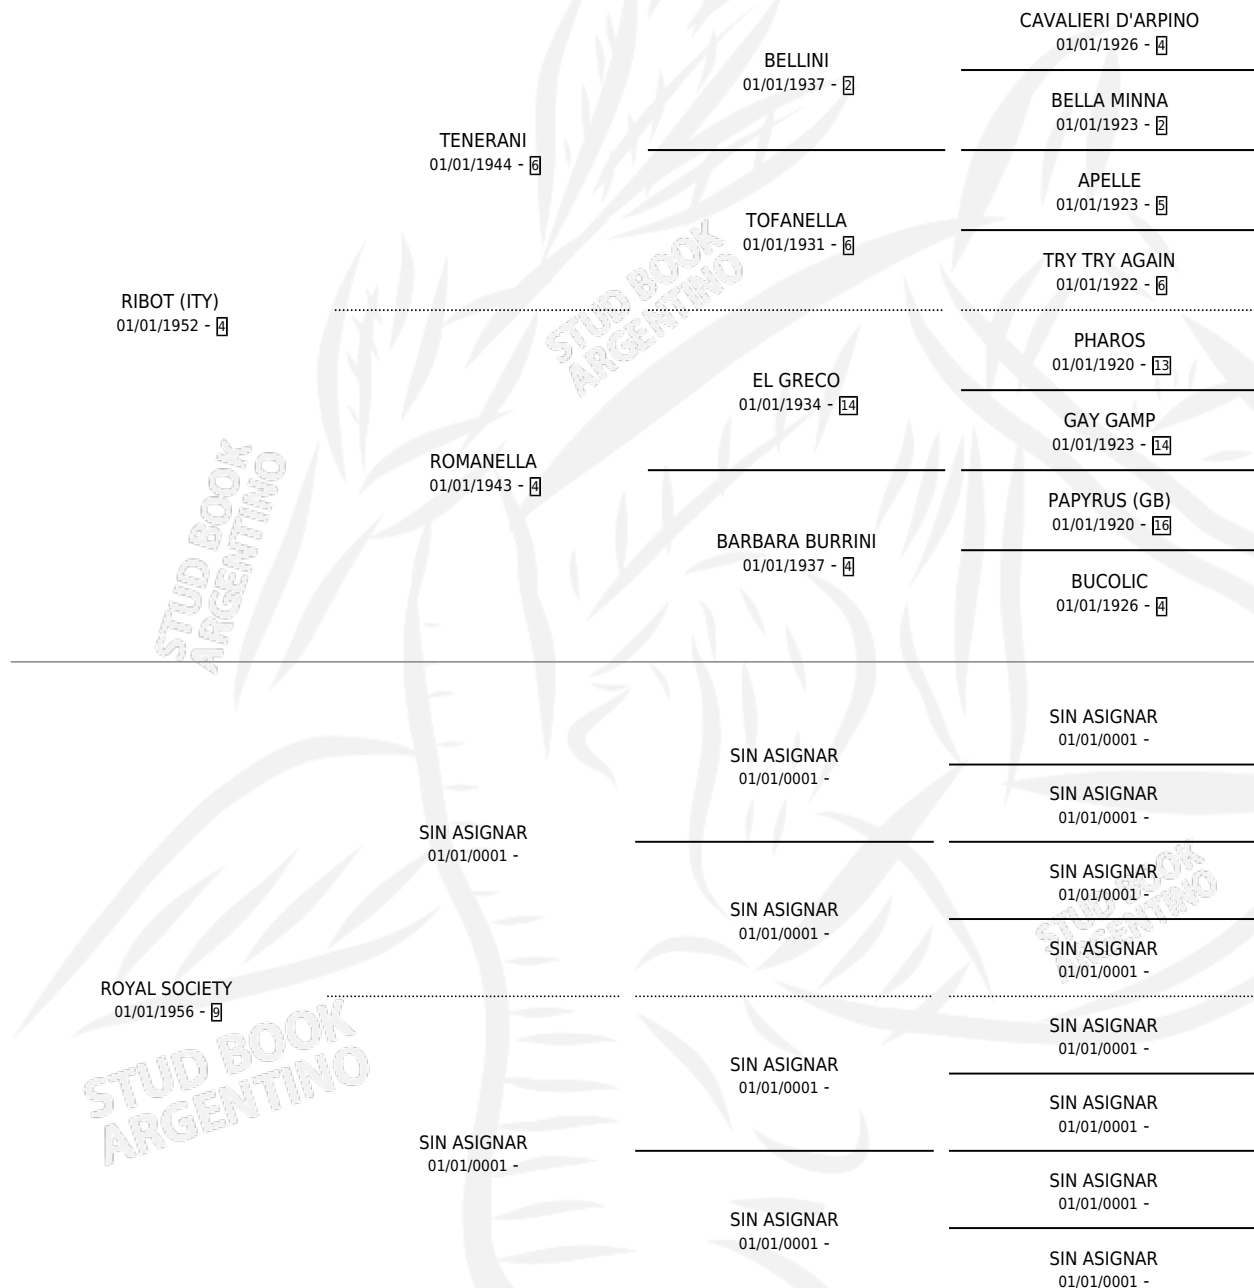 CAVALIERI D'ARPINO
01/01/1926 - 4
BELLINI
01/01/1937 - 2
BELLA MINNA
01/01/1923 - 2
TENERANI
01/01/1944 - 6
APELLE
01/01/1923 - 5
TOFANELLA
01/01/1931 - 6
TRY TRY AGAIN
01/01/1922 - 6
RIBOT (ITY)
01/01/1952 - 4
PHAROS
01/01/1920 - 13
EL GRECO
01/01/1934 - 14
GAY GAMP
01/01/1923 - 14
ROMANELLA
01/01/1943 - 4
PAPYRUS (GB)
01/01/1920 - 16
BARBARA BURRINI
01/01/1937 - 4
BUCOLIC
01/01/1926 - 4
SIN ASIGNAR
01/01/0001 -
SIN ASIGNAR
01/01/0001 -
SIN ASIGNAR
01/01/0001 -
SIN ASIGNAR
01/01/0001 -
SIN ASIGNAR
01/01/0001 -
SIN ASIGNAR
01/01/0001 -
SIN ASIGNAR
01/01/0001 -
ROYAL SOCIETY
01/01/1956 - 9
SIN ASIGNAR
01/01/0001 -
SIN ASIGNAR
01/01/0001 -
SIN ASIGNAR
01/01/0001 -
SIN ASIGNAR
01/01/0001 -
SIN ASIGNAR
01/01/0001 -
SIN ASIGNAR
01/01/0001 -
SIN ASIGNAR
01/01/0001 -
STUD BOOK
ARGENTINO
STUD BOOK
ARGENTINO
STUD BOOK
ARGENTINO
STUD BOOK
ARGENTINO